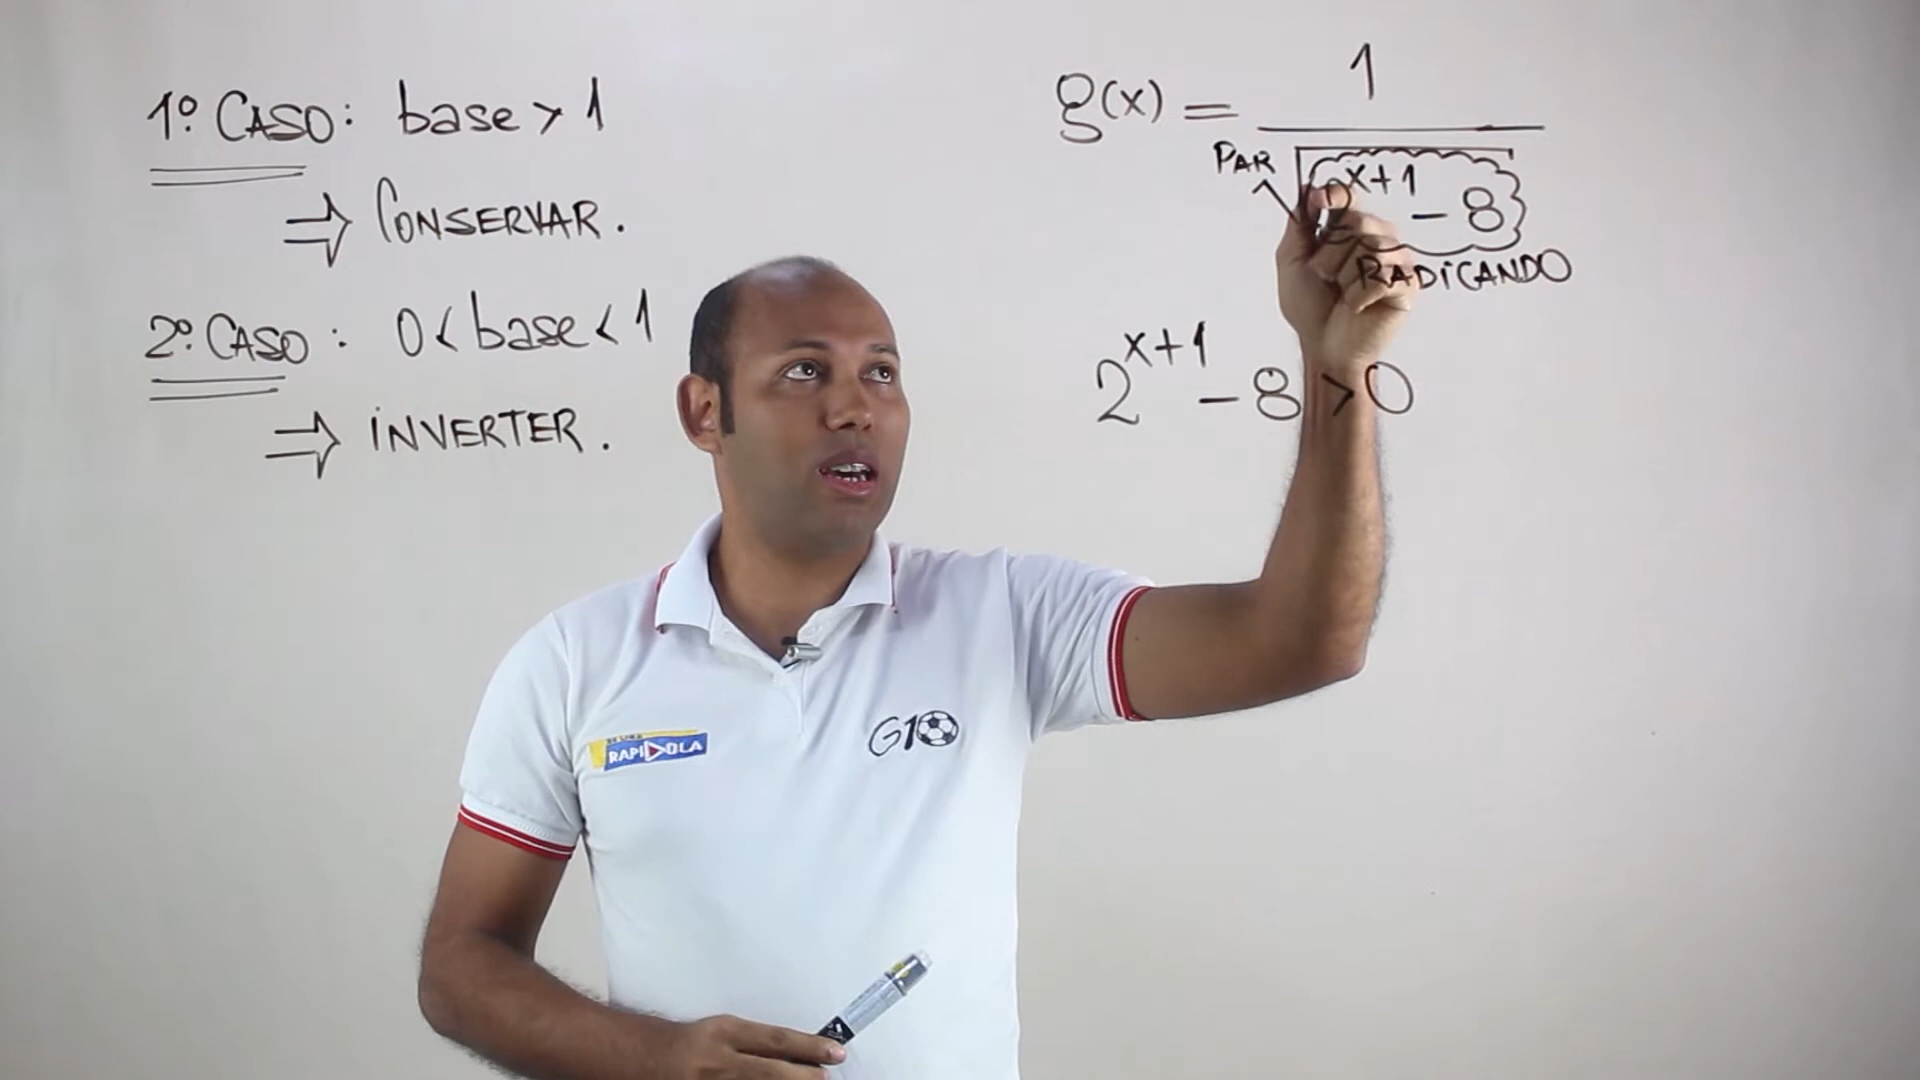 1º. CASO: base > 1
⇒ CONSERVAR.
2º. CASO: 0 < base < 1
⇒ INVERTER.
g(x) = 1
PAR √ 2^{x+1} - 8
RADICANDO
2^{x+1} - 8 > 0
RAPIDOLA
G10